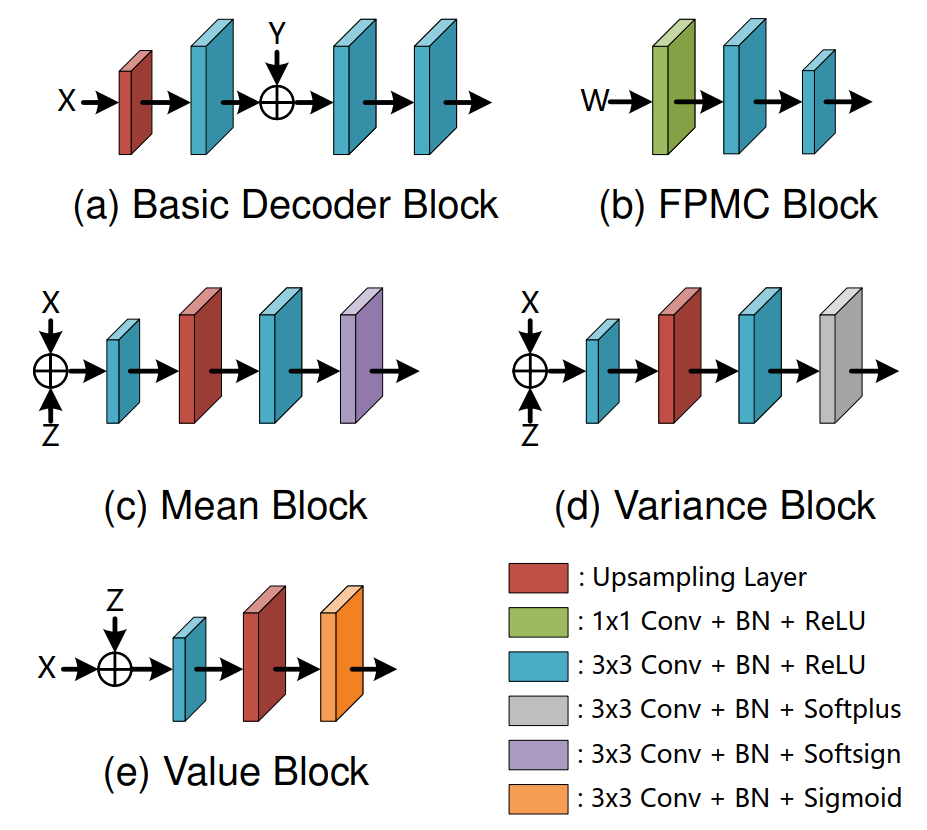 X
Y
(a) Basic Decoder Block
W
(b) FPMC Block
X
Z
(c) Mean Block
X
Z
(d) Variance Block
Z
X
(e) Value Block
: Upsampling Layer
: 1x1 Conv + BN + ReLU
: 3x3 Conv + BN + ReLU
: 3x3 Conv + BN + Softplus
: 3x3 Conv + BN + Softsign
: 3x3 Conv + BN + Sigmoid